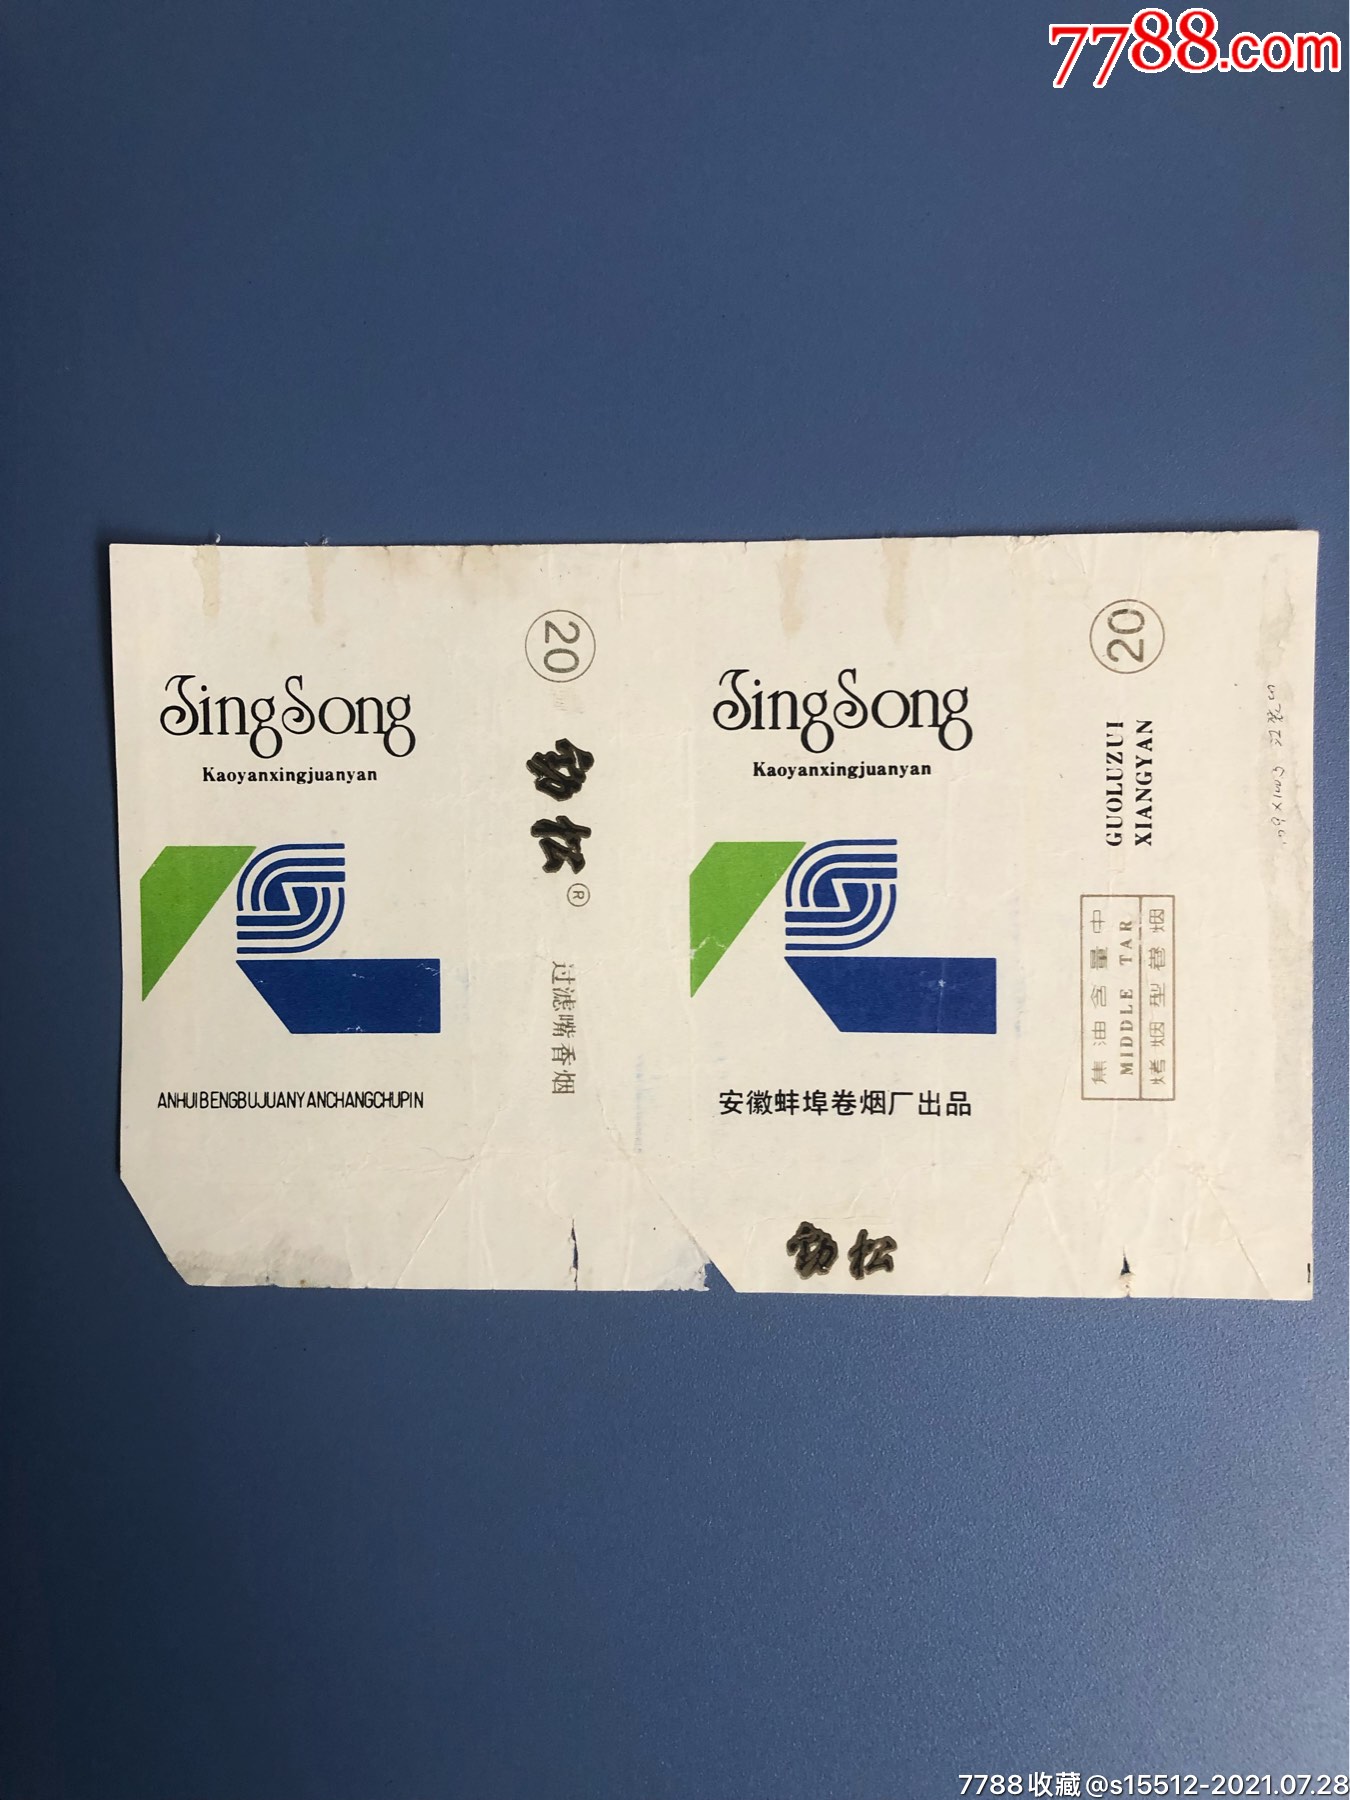 7788.com
JingSong
Kaoyanxingjuanyan
ANHUIBENGBUJUANYANCHANGCHUPIN
20
劲松®
过滤嘴香烟
JingSong
Kaoyanxingjuanyan
安徽蚌埠卷烟厂出品
劲松
20
GUOLUZUI
XIANGYAN
焦油含量中
MIDDLE TAR
烤烟型卷烟
7788收藏@s15512-2021.07.28